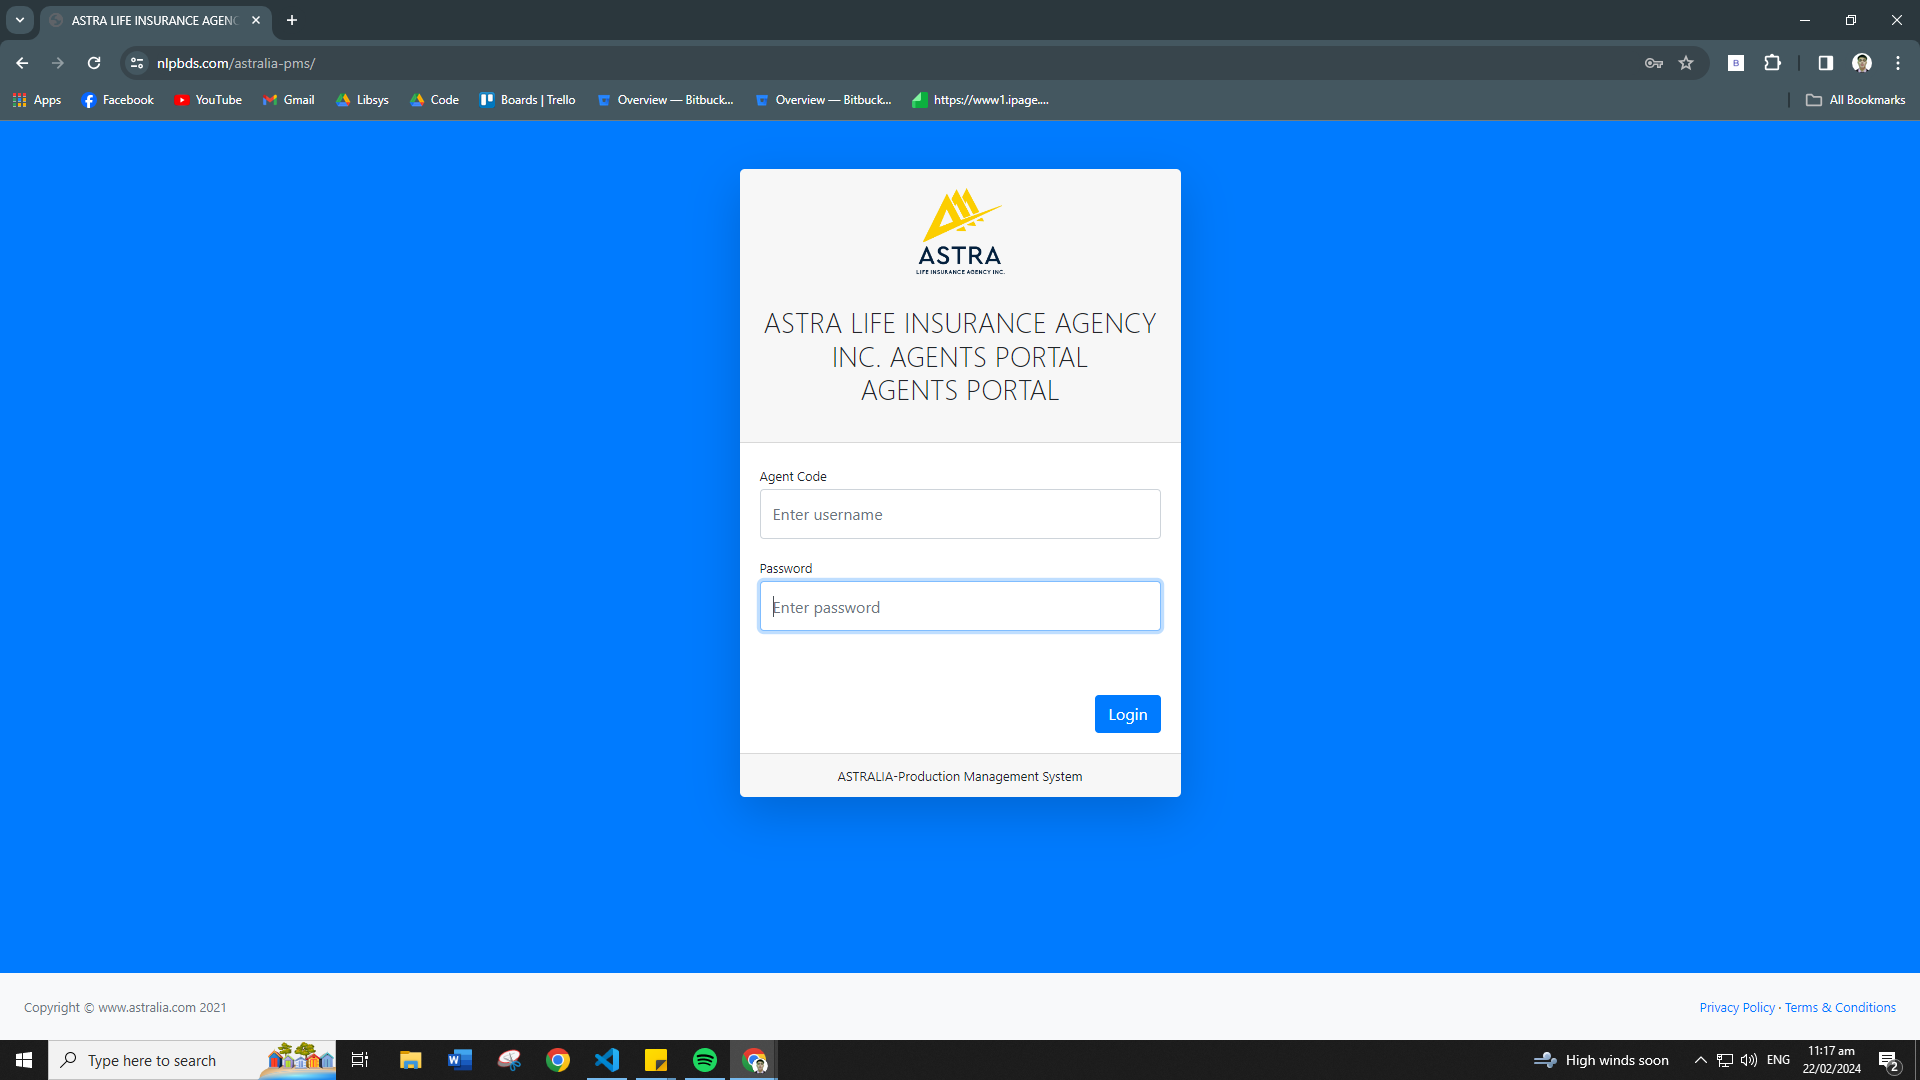 ASTRA LIFE INSURANCE AGENC
nlpbds.com/astralia-pms/
B
Apps
Facebook
YouTube
Gmail
Libsys
Code
Boards | Trello
Overview — Bitbuck...
Overview — Bitbuck...
https://www1.ipage....
All Bookmarks
ASTRA
LIFE INSURANCE AGENCY INC.
ASTRA LIFE INSURANCE AGENCY
INC. AGENTS PORTAL
AGENTS PORTAL
Agent Code
Enter username
Password
Enter password
Login
ASTRALIA-Production Management System
Copyright © www.astralia.com 2021
Privacy Policy · Terms & Conditions
Type here to search
High winds soon
ENG
11:17 am
22/02/2024
2